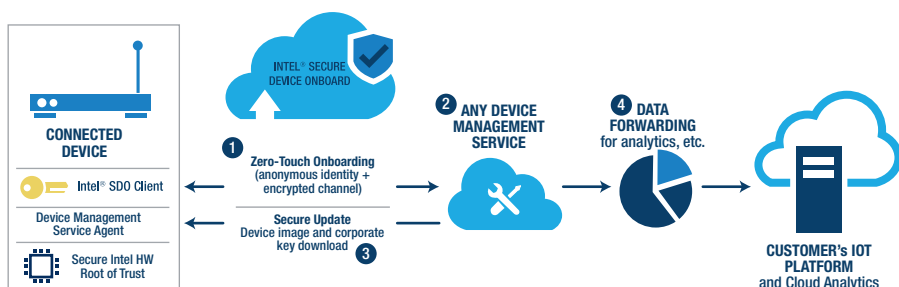 INTEL® SECURE
DEVICE ONBOARD
CONNECTED
DEVICE
Intel® SDO Client
Device Management
Service Agent
Secure Intel HW
Root of Trust
1
Zero-Touch Onboarding
(anonymous identity +
encrypted channel)
Secure Update
Device image and corporate
key download
3
2
ANY DEVICE
MANAGEMENT
SERVICE
4
DATA
FORWARDING
for analytics, etc.
CUSTOMER's IOT
PLATFORM
and Cloud Analytics